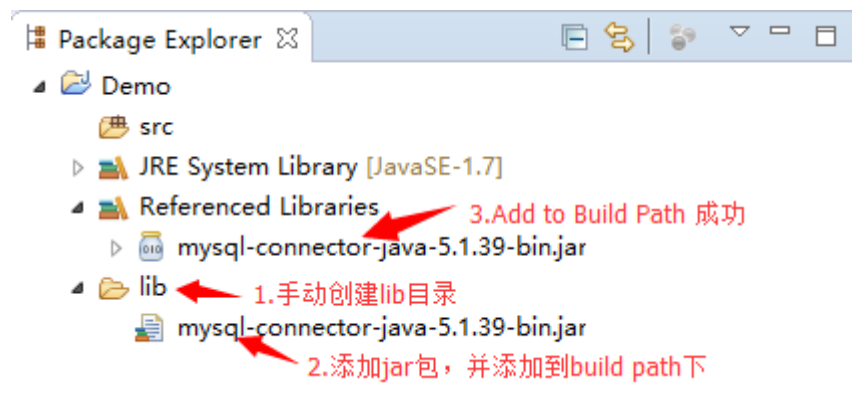 Package Explorer
Demo
src
JRE System Library [JavaSE-1.7]
Referenced Libraries
3.Add to Build Path 成功
mysql-connector-java-5.1.39-bin.jar
lib
1.手动创建lib目录
mysql-connector-java-5.1.39-bin.jar
2.添加jar包，并添加到build path下